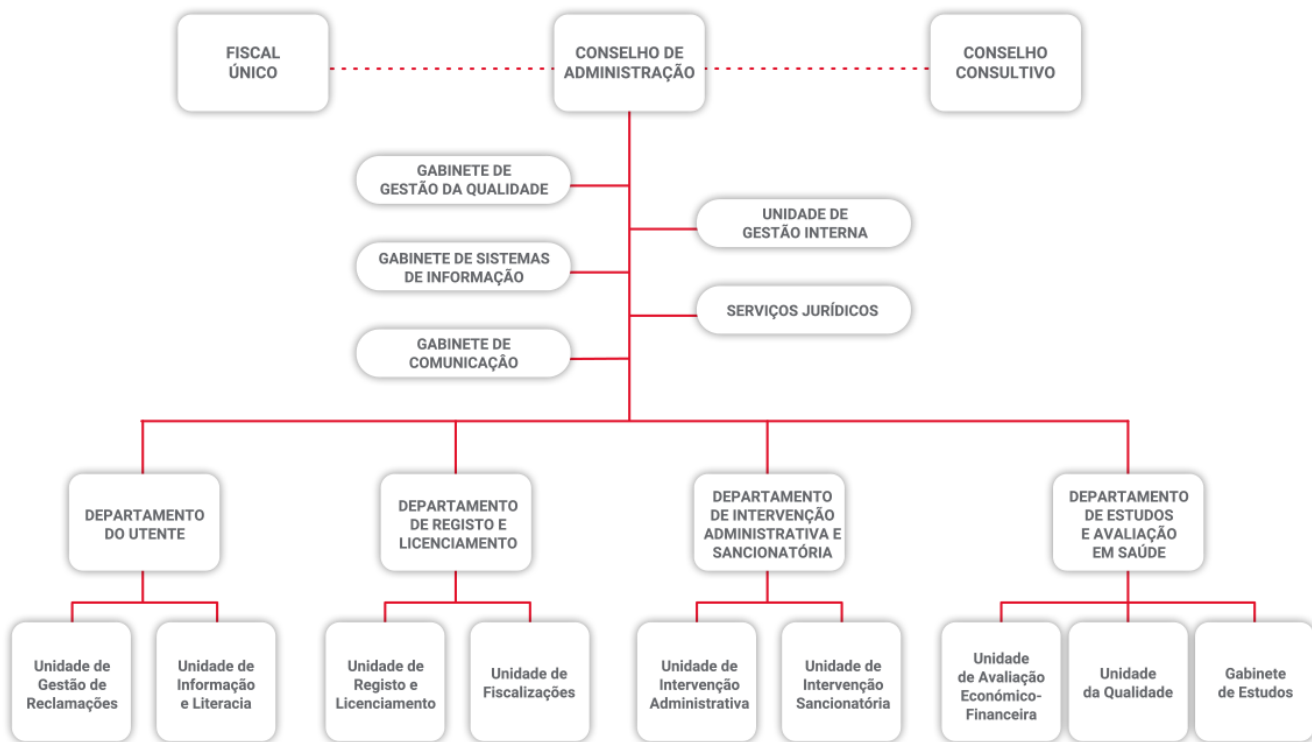 FISCAL
ÚNICO
CONSELHO DE
ADMINISTRAÇÃO
CONSELHO
CONSULTIVO
GABINETE DE
GESTÃO DA QUALIDADE
UNIDADE DE
GESTÃO INTERNA
GABINETE DE SISTEMAS
DE INFORMAÇÃO
SERVIÇOS JURÍDICOS
GABINETE DE
COMUNICAÇÃO
DEPARTAMENTO
DO UTENTE
DEPARTAMENTO
DE REGISTO E
LICENCIAMENTO
DEPARTAMENTO
DE INTERVENÇÃO
ADMINISTRATIVA E
SANCIONATÓRIA
DEPARTAMENTO
DE ESTUDOS
E AVALIAÇÃO
EM SAÚDE
Unidade de
Gestão de
Reclamações
Unidade de
Informação
e Literacia
Unidade de
Registo e
Licenciamento
Unidade de
Fiscalizações
Unidade de
Intervenção
Administrativa
Unidade de
Intervenção
Sancionatória
Unidade
de Avaliação
Económico-
Financeira
Unidade
da Qualidade
Gabinete
de Estudos